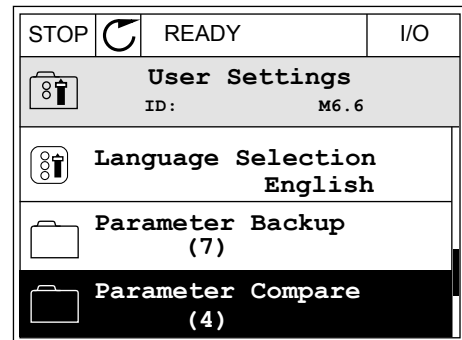 STOP READY I/O
User Settings
ID: M6.6
Language Selection
English
Parameter Backup
(7)
Parameter Compare
(4)